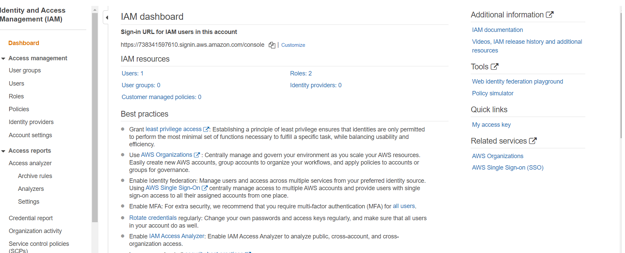 Identity and Access
Management (IAM)
Dashboard
Access management
User groups
Users
Roles
Policies
Identity providers
Account settings
Access reports
Access analyzer
Archive rules
Analyzers
Settings
Credential report
Organization activity
Service control policies
(SCPs)
IAM dashboard
Sign-in URL for IAM users in this account
https://738341597610.signin.aws.amazon.com/console | Customize
IAM resources
Users: 1
Roles: 2
User groups: 0
Identity providers: 0
Customer managed policies: 0
Best practices
Grant least privilege access : Establishing a principle of least privilege ensures that identities are only permitted
to perform the most minimal set of functions necessary to fulfill a specific task, while balancing usability and
efficiency.
Use AWS Organizations : Centrally manage and govern your environment as you scale your AWS resources.
Easily create new AWS accounts, group accounts to organize your workflows, and apply policies to accounts or
groups for governance.
Enable Identity federation: Manage users and access across multiple services from your preferred identity source.
Using AWS Single Sign-On centrally manage access to multiple AWS accounts and provide users with single
sign-on access to all their assigned accounts from one place.
Enable MFA: For extra security, we recommend that you require multi-factor authentication (MFA) for all users.
Rotate credentials regularly: Change your own passwords and access keys regularly, and make sure that all users
in your account do as well.
Enable IAM Access Analyzer: Enable IAM Access Analyzer to analyze public, cross-account, and cross-
organization access.
Additional information
IAM documentation
Videos, IAM release history and additional
resources
Tools
Web identity federation playground
Policy simulator
Quick links
My access key
Related services
AWS Organizations
AWS Single Sign-on (SSO)